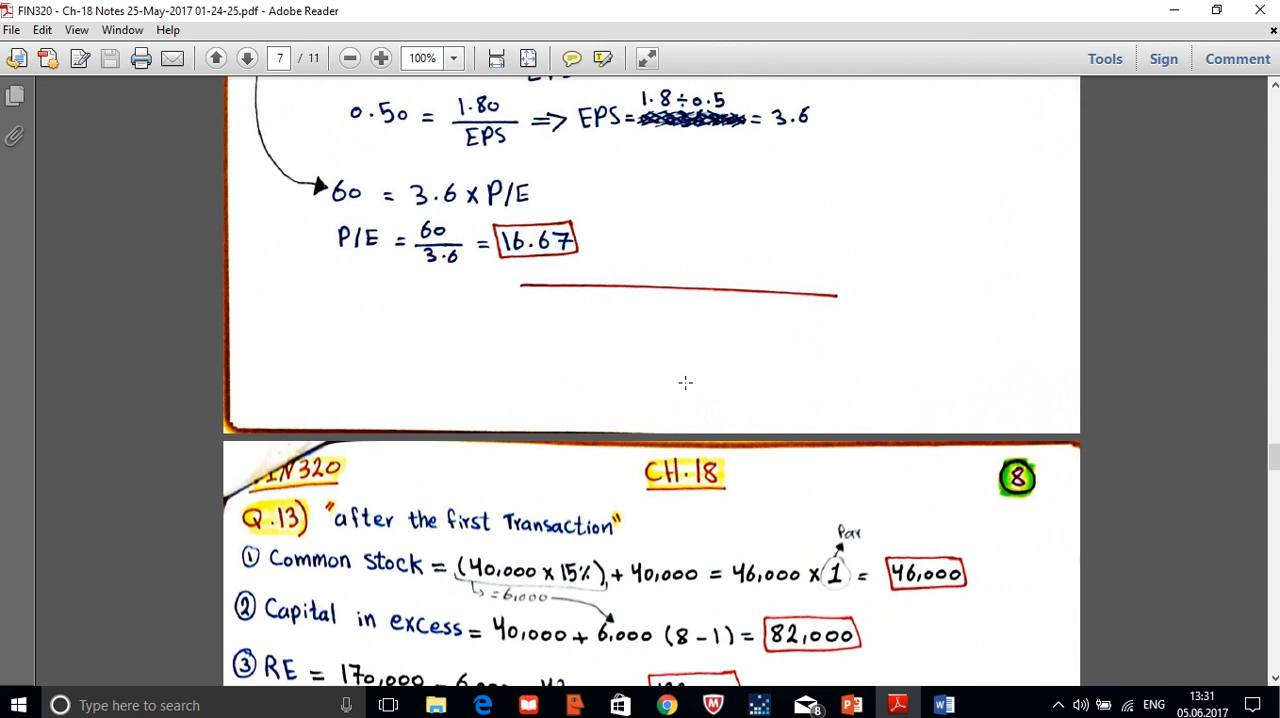 FIN320 - Ch-18 Notes 25-May-2017 01-24-25.pdf - Adobe Reader
File Edit View Window Help
7 / 11 100% Tools Sign Comment
1.8 ÷ 0.5
0.50 = 1.80 / EPS ⟹ EPS = = 3.6
60 = 3.6 x P/E
P/E = 60 / 3.6 = 16.67
IN320 CH.18 8
Q.13) "after the first Transaction"
Par
① Common stock = (40,000 x 15%) + 40,000 = 46,000 x 1 = 46,000
= 6,000
② Capital in excess = 40,000 + 6,000 (8 - 1) = 82,000
③ RE = 170,000
Type here to search 8 ENG 13:31
05.06.2017